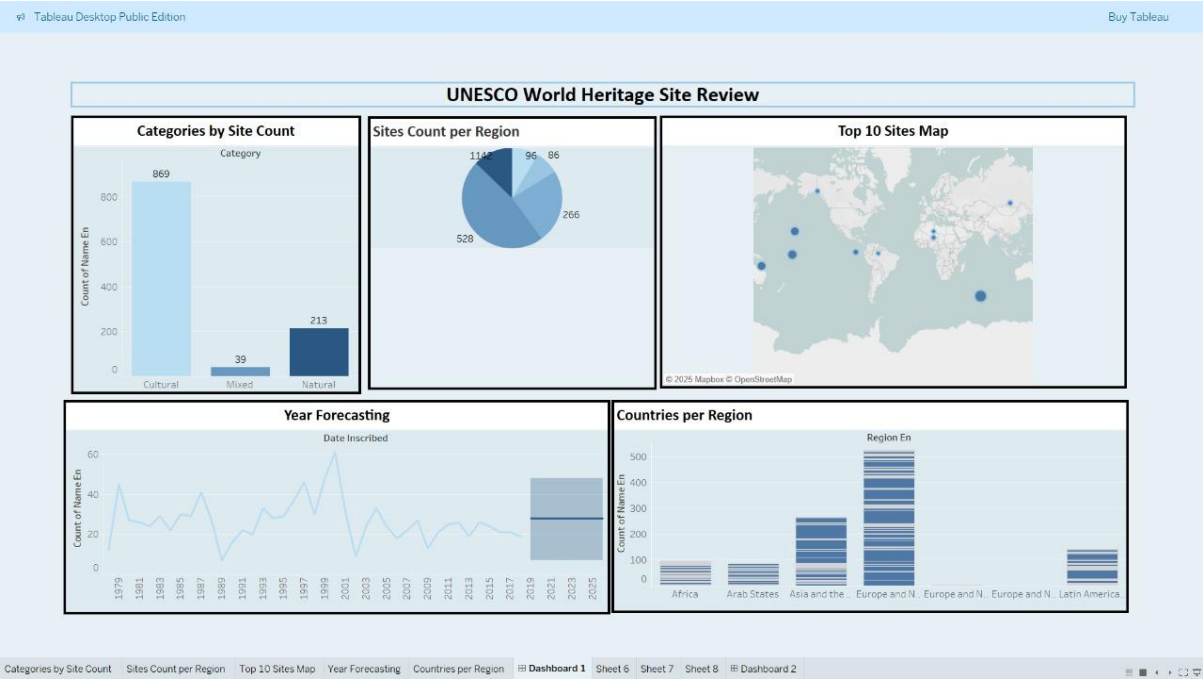 Tableau Desktop Public Edition
Buy Tableau
UNESCO World Heritage Site Review
Categories by Site Count
Category
Count of Name En
800
600
400
200
0
869
39
213
Cultural
Mixed
Natural
Sites Count per Region
96
86
266
528
Top 10 Sites Map
© 2025 Mapbox © OpenStreetMap
Year Forecasting
Date Inscribed
Count of Name En
60
40
20
0
1979
1981
1983
1985
1987
1989
1991
1993
1995
1997
1999
2001
2003
2005
2007
2009
2011
2013
2015
2017
2019
2021
2023
2025
Countries per Region
Region En
Count of Name En
500
400
300
200
100
0
Africa
Arab States
Asia and the ..
Europe and N..
Europe and N..
Europe and N..
Latin America..
Categories by Site Count
Sites Count per Region
Top 10 Sites Map
Year Forecasting
Countries per Region
Dashboard 1
Sheet 6
Sheet 7
Sheet 8
Dashboard 2